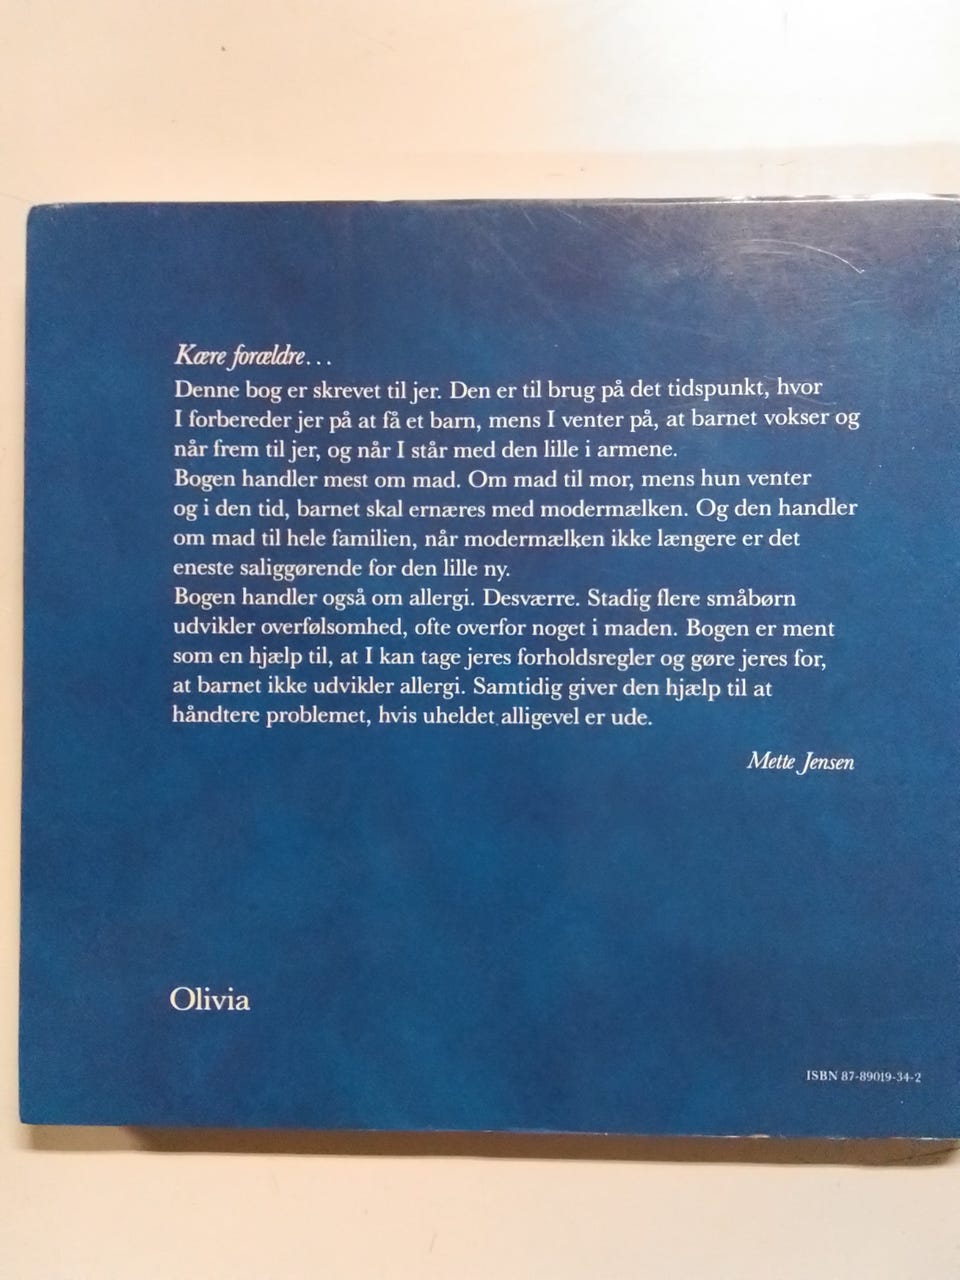 Kære forældre...
Denne bog er skrevet til jer. Den er til brug på det tidspunkt, hvor
I forbereder jer på at få et barn, mens I venter på, at barnet vokser og
når frem til jer, og når I står med den lille i armene.
Bogen handler mest om mad. Om mad til mor, mens hun venter
og i den tid, barnet skal ernæres med modermælken. Og den handler
om mad til hele familien, når modermælken ikke længere er det
eneste saliggørende for den lille ny.
Bogen handler også om allergi. Desværre. Stadig flere småbørn
udvikler overfølsomhed, ofte overfor noget i maden. Bogen er ment
som en hjælp til, at I kan tage jeres forholdsregler og gøre jeres for,
at barnet ikke udvikler allergi. Samtidig giver den hjælp til at
håndtere problemet, hvis uheldet alligevel er ude.
Mette Jensen
Olivia
ISBN 87-89019-34-2